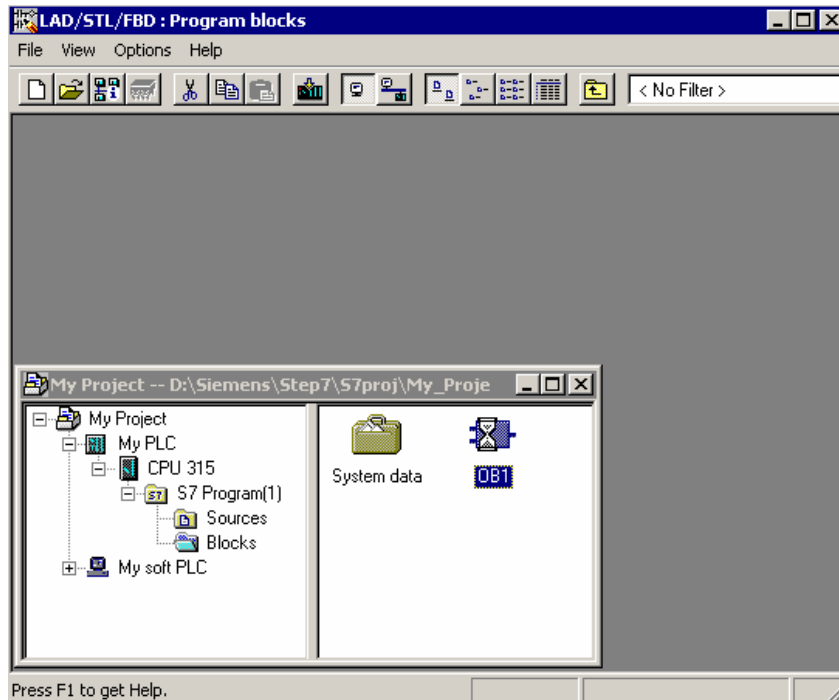 LAD/STL/FBD : Program blocks
File View Options Help
< No Filter >
My Project -- D:\Siemens\Step7\S7proj\My_Proje
My Project
My PLC
CPU 315
S7 Program(1)
Sources
Blocks
My soft PLC
System data
OB1
Press F1 to get Help.